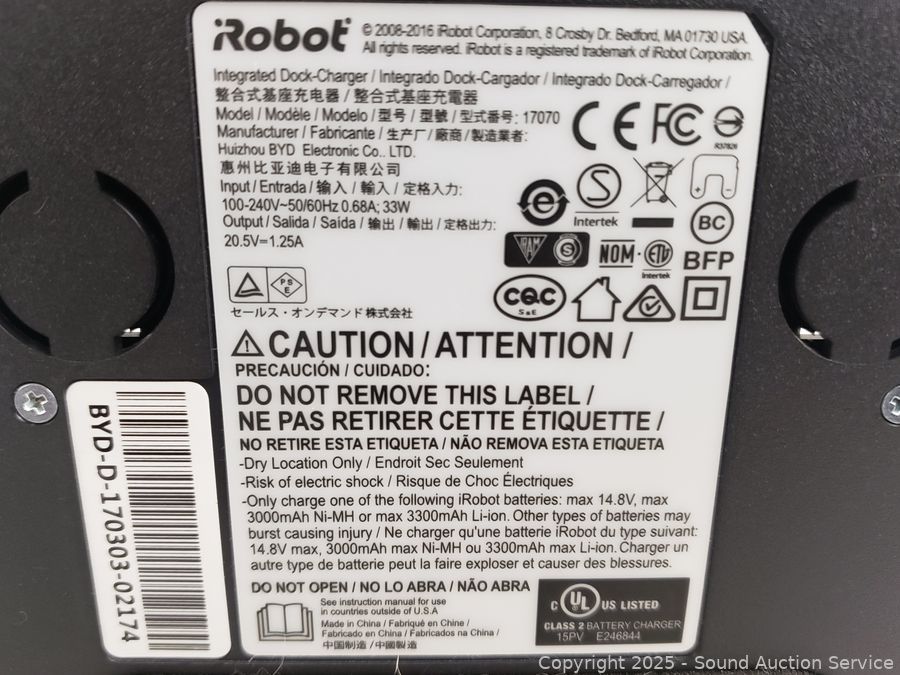 iRobot © 2008-2016 iRobot Corporation, 8 Crosby Dr. Bedford, MA 01730 USA.
All rights reserved. iRobot is a registered trademark of iRobot Corporation.
Integrated Dock-Charger / Integrado Dock-Cargador / Integrado Dock-Carregador /
整合式基座充电器 / 整合式基座充電器
Model / Modèle / Modelo / 型号 / 型號 / 型式番号: 17070
Manufacturer / Fabricante / 生产厂 / 廠商 / 製造業者:
Huizhou BYD Electronic Co.. LTD.
惠州比亚迪电子有限公司
Input / Entrada / 输入 / 輸入 / 定格入力:
100-240V~50/60Hz 0.68A; 33W
Output / Salida / Saída / 输出 / 輸出 / 定格出力:
20.5V=1.25A
CE FC
R37826
e
S
Intertek
BC
IRAM S
NOM
ETL
Intertek
BFP
CQC
S&E
PS
E
セールス・オンデマンド株式会社
CAUTION / ATTENTION /
PRECAUCIÓN / CUIDADO:
DO NOT REMOVE THIS LABEL /
NE PAS RETIRER CETTE ÉTIQUETTE /
NO RETIRE ESTA ETIQUETA / NÃO REMOVA ESTA ETIQUETA
-Dry Location Only / Endroit Sec Seulement
-Risk of electric shock / Risque de Choc Électriques
-Only charge one of the following iRobot batteries: max 14.8V, max
3000mAh Ni-MH or max 3300mAh Li-ion. Other types of batteries may
burst causing injury / Ne charger qu'une batterie iRobot du type suivant:
14.8V max, 3000mAh max Ni-MH ou 3300mAh max Li-ion. Charger un
autre type de batterie peut la faire exploser et causer des blessures.
DO NOT OPEN / NO LO ABRA / NÃO ABRA
See instruction manual for use
in countries outside of U.S.A
Made in China / Fabriqué en Chine /
Fabricado en China / Fabricados na China /
中国制造 / 中國製造
C UL US LISTED
CLASS 2 BATTERY CHARGER
15PV E246844
BYD-D-170303-02174
Copyright 2025 - Sound Auction Service